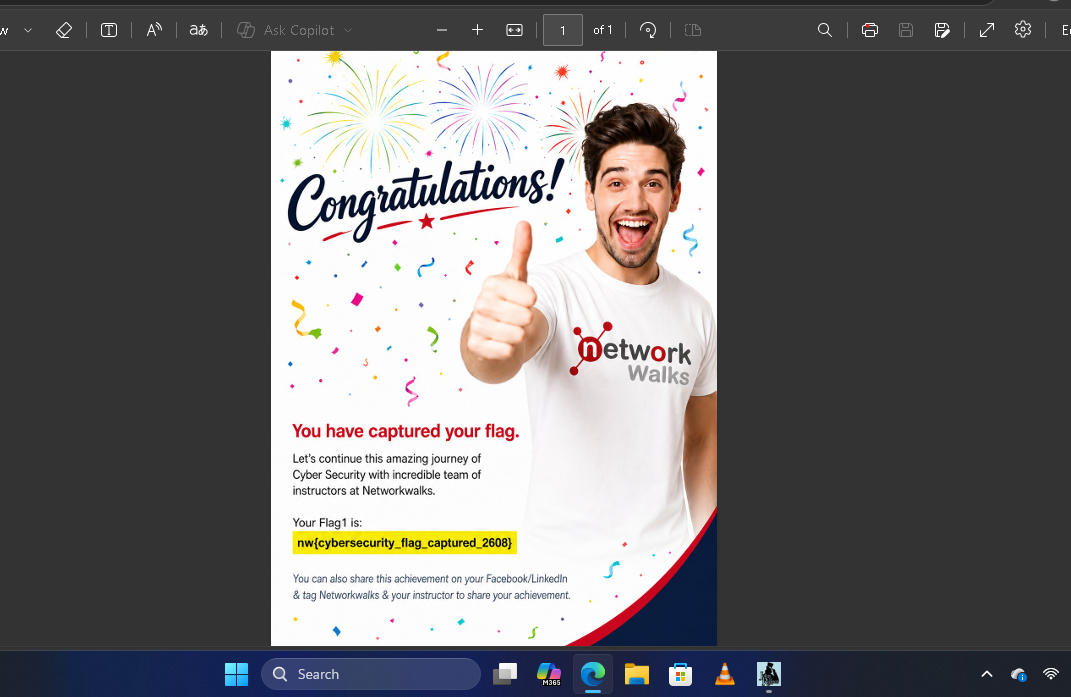 Ask Copilot
1 of 1
Congratulations!
network
Walks
You have captured your flag.
Let's continue this amazing journey of
Cyber Security with incredible team of
instructors at Networkwalks.
Your Flag1 is:
nw{cybersecurity_flag_captured_2608}
You can also share this achievement on your Facebook/LinkedIn
& tag Networkwalks & your instructor to share your achievement.
Search
M365